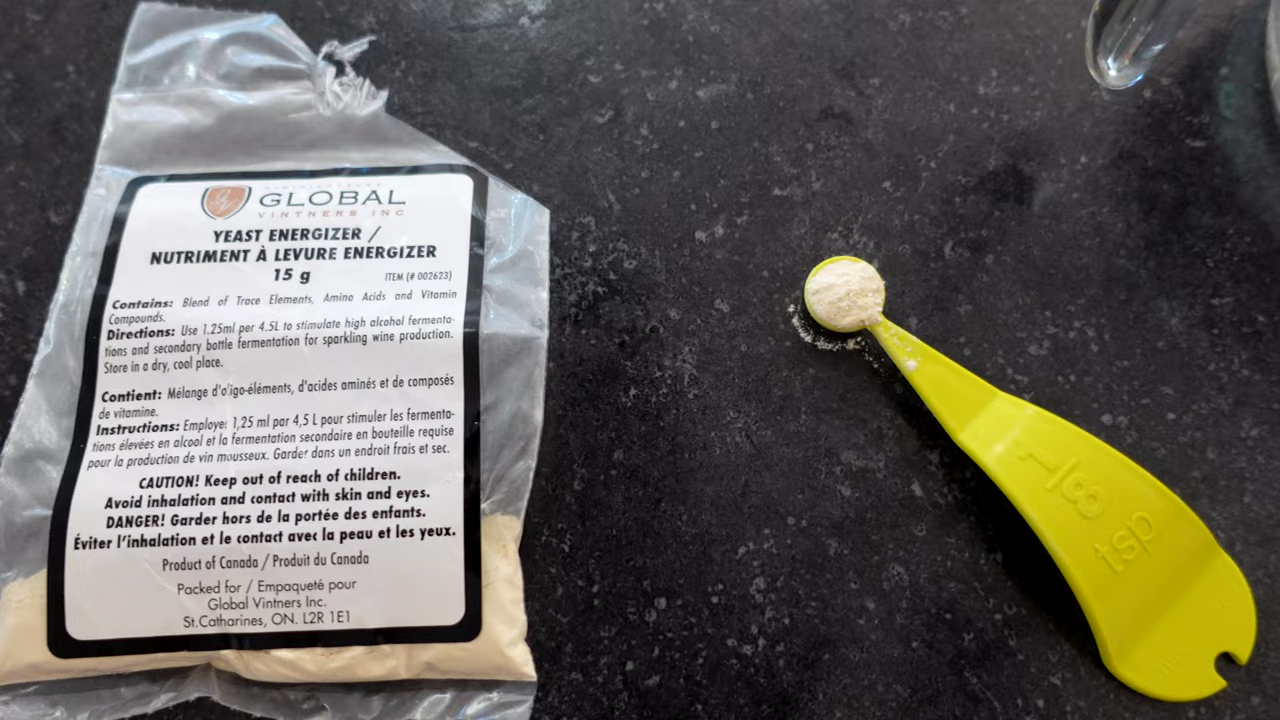 GLOBAL
VINTNERS INC
YEAST ENERGIZER /
NUTRIMENT À LEVURE ENERGIZER
15 g
ITEM (# 002623)
Contains: Blend of Trace Elements, Amino Acids and Vitamin
Compounds.
Directions: Use 1.25ml per 4.5L to stimulate high alcohol fermenta-
tions and secondary bottle fermentation for sparkling wine production.
Store in a dry, cool place.
Contient: Mélange d'o'igo-éléments, d'acides aminés et de composés
de vitamine.
Instructions: Employez 1,25 ml par 4,5 L pour stimuler les fermenta-
tions élevées en alcool et la fermentation secondaire en bouteille requise
pour la production de vin mousseux. Garder dans un endroit frais et sec.
CAUTION! Keep out of reach of children.
Avoid inhalation and contact with skin and eyes.
DANGER! Garder hors de la portée des enfants.
Éviter l'inhalation et le contact avec la peau et les yeux.
Product of Canada / Produit du Canada
Packed for / Empaqueté pour
Global Vintners Inc.
St.Catharines, ON. L2R 1E1
1/8
tsp